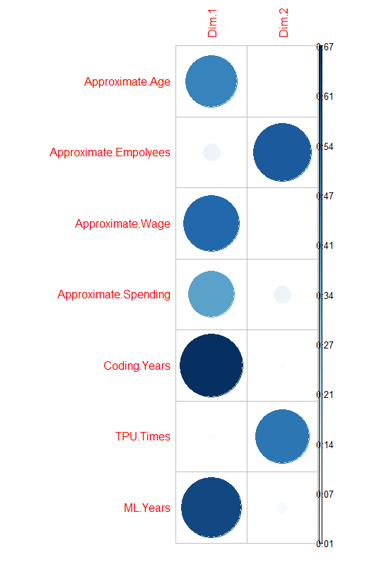 Dim.1
Dim.2
Approximate.Age
Approximate.Empolyees
Approximate.Wage
Approximate.Spending
Coding.Years
TPU.Times
ML.Years
0.67
0.61
0.54
0.47
0.41
0.34
0.27
0.21
0.14
0.07
0.01